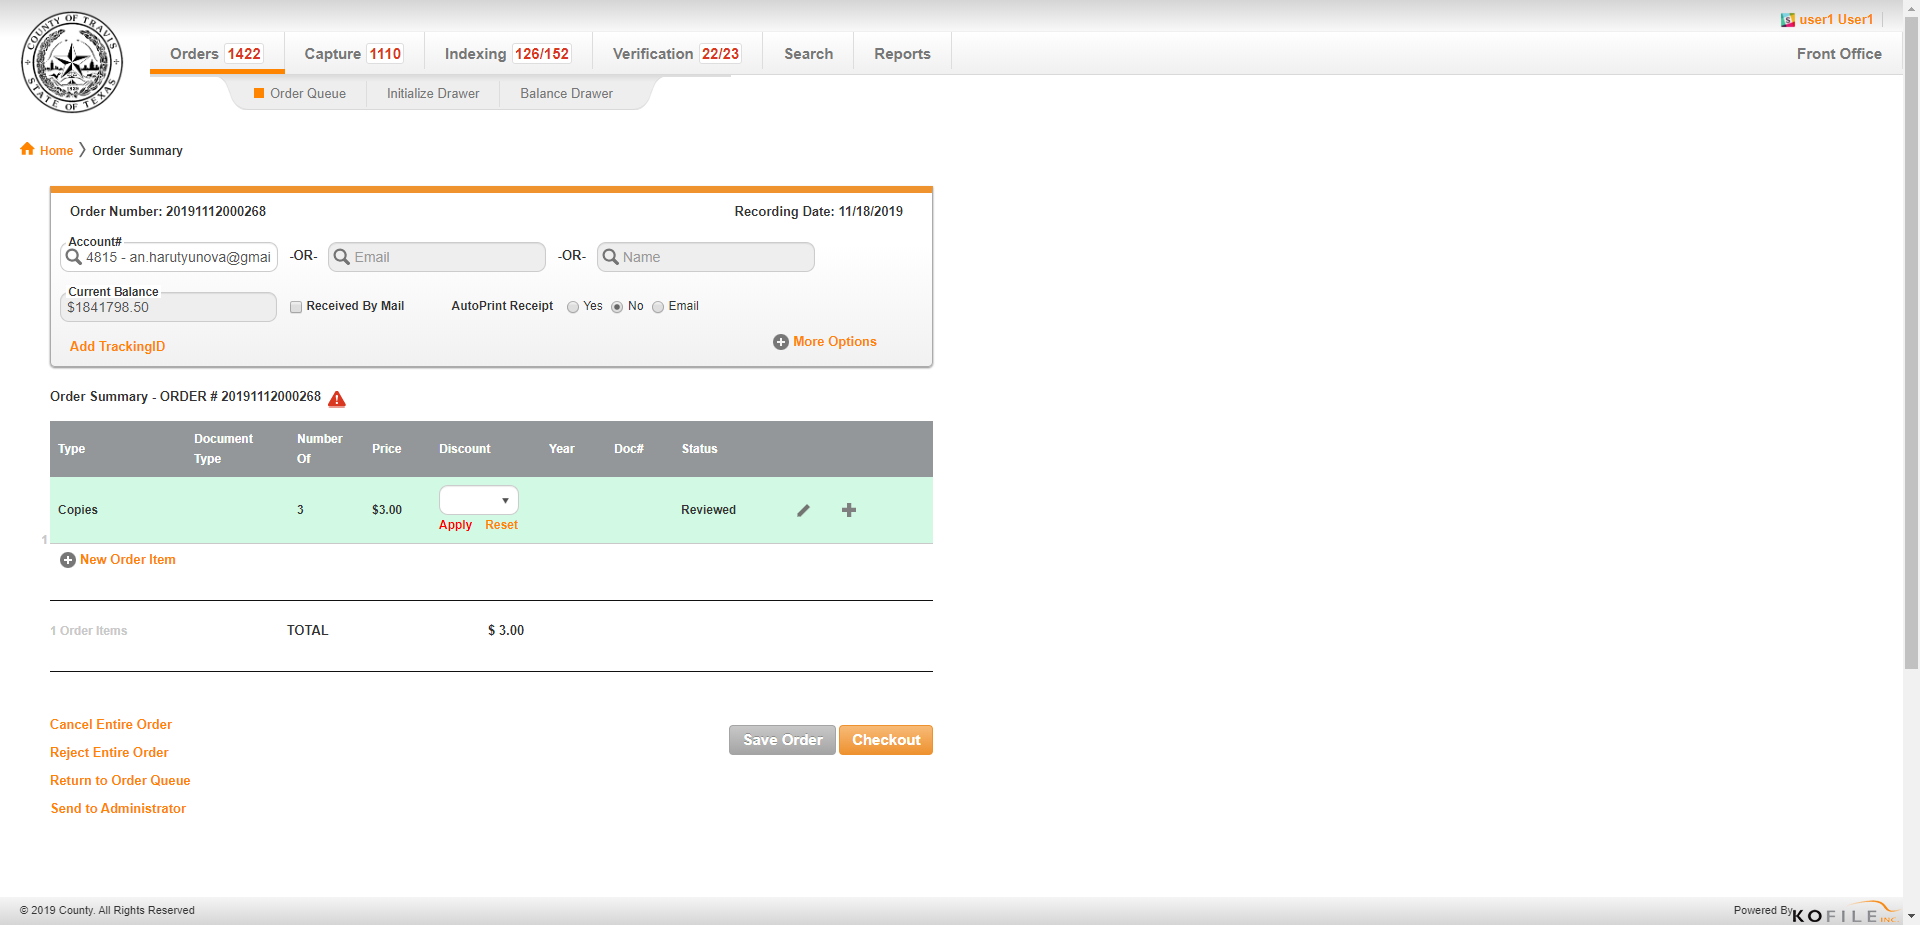 COUNTY OF TRAVIS
STATE OF TEXAS
user1 User1
Orders 1422 Capture 1110 Indexing 126/152 Verification 22/23 Search Reports Front Office
Order Queue Initialize Drawer Balance Drawer
Home Order Summary
Order Number: 20191112000268 Recording Date: 11/18/2019
Account#
4815 - an.harutyunova@gmai -OR- Email -OR- Name
Current Balance
$1841798.50 Received By Mail AutoPrint Receipt Yes No Email
Add TrackingID More Options
Order Summary - ORDER # 20191112000268
Type Document Type Number Of Price Discount Year Doc# Status
Copies 3 $3.00 Reviewed
Apply Reset
1
New Order Item
1 Order Items TOTAL $ 3.00
Cancel Entire Order
Save Order Checkout
Reject Entire Order
Return to Order Queue
Send to Administrator
© 2019 County. All Rights Reserved Powered By KOFILE INC.